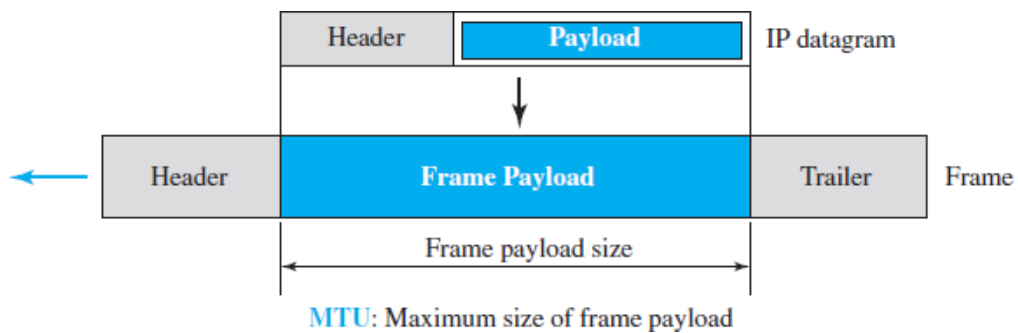 Header Payload IP datagram
Header Frame Payload Trailer Frame
Frame payload size
MTU: Maximum size of frame payload